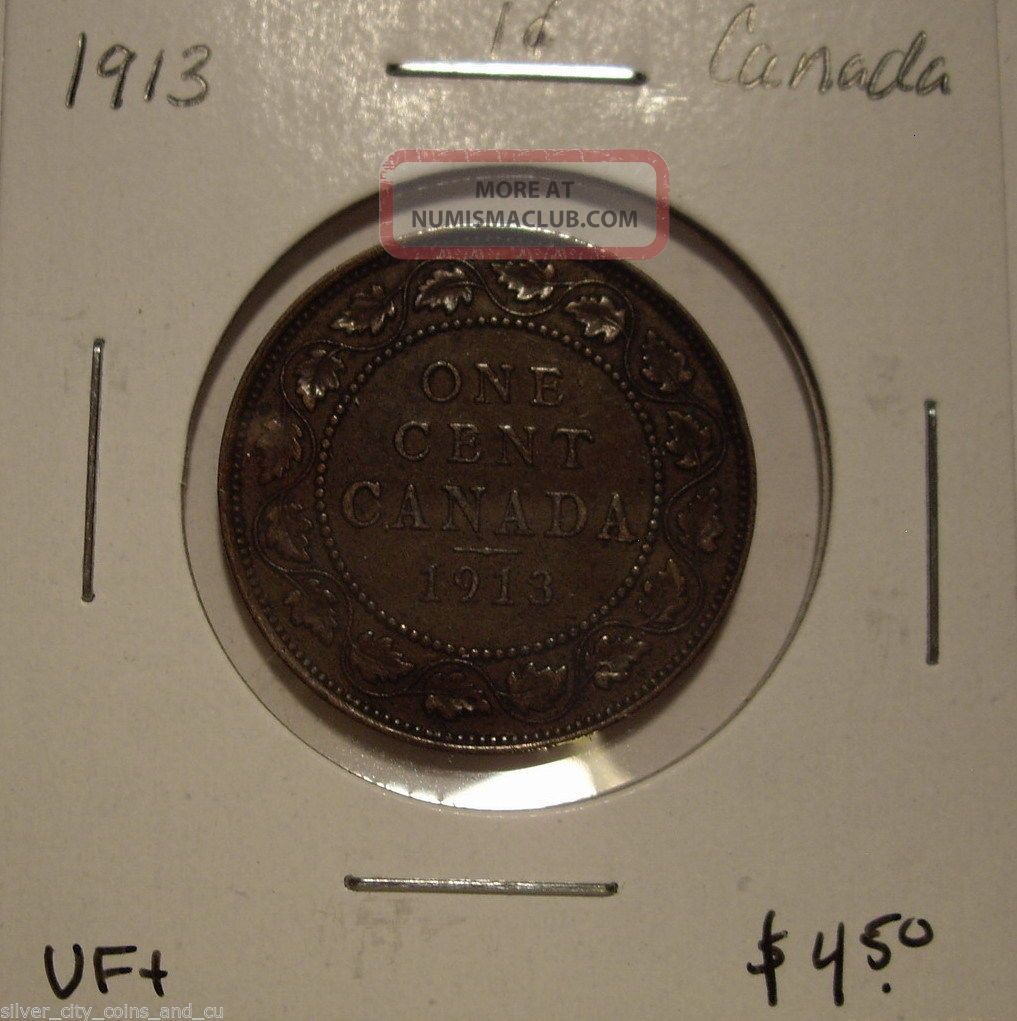 1913 1¢ Canada
MORE AT
NUMISMACLUB.COM
ONE
CENT
CANADA
1913
VF+ $4.50
silver_city_coins_and_cu